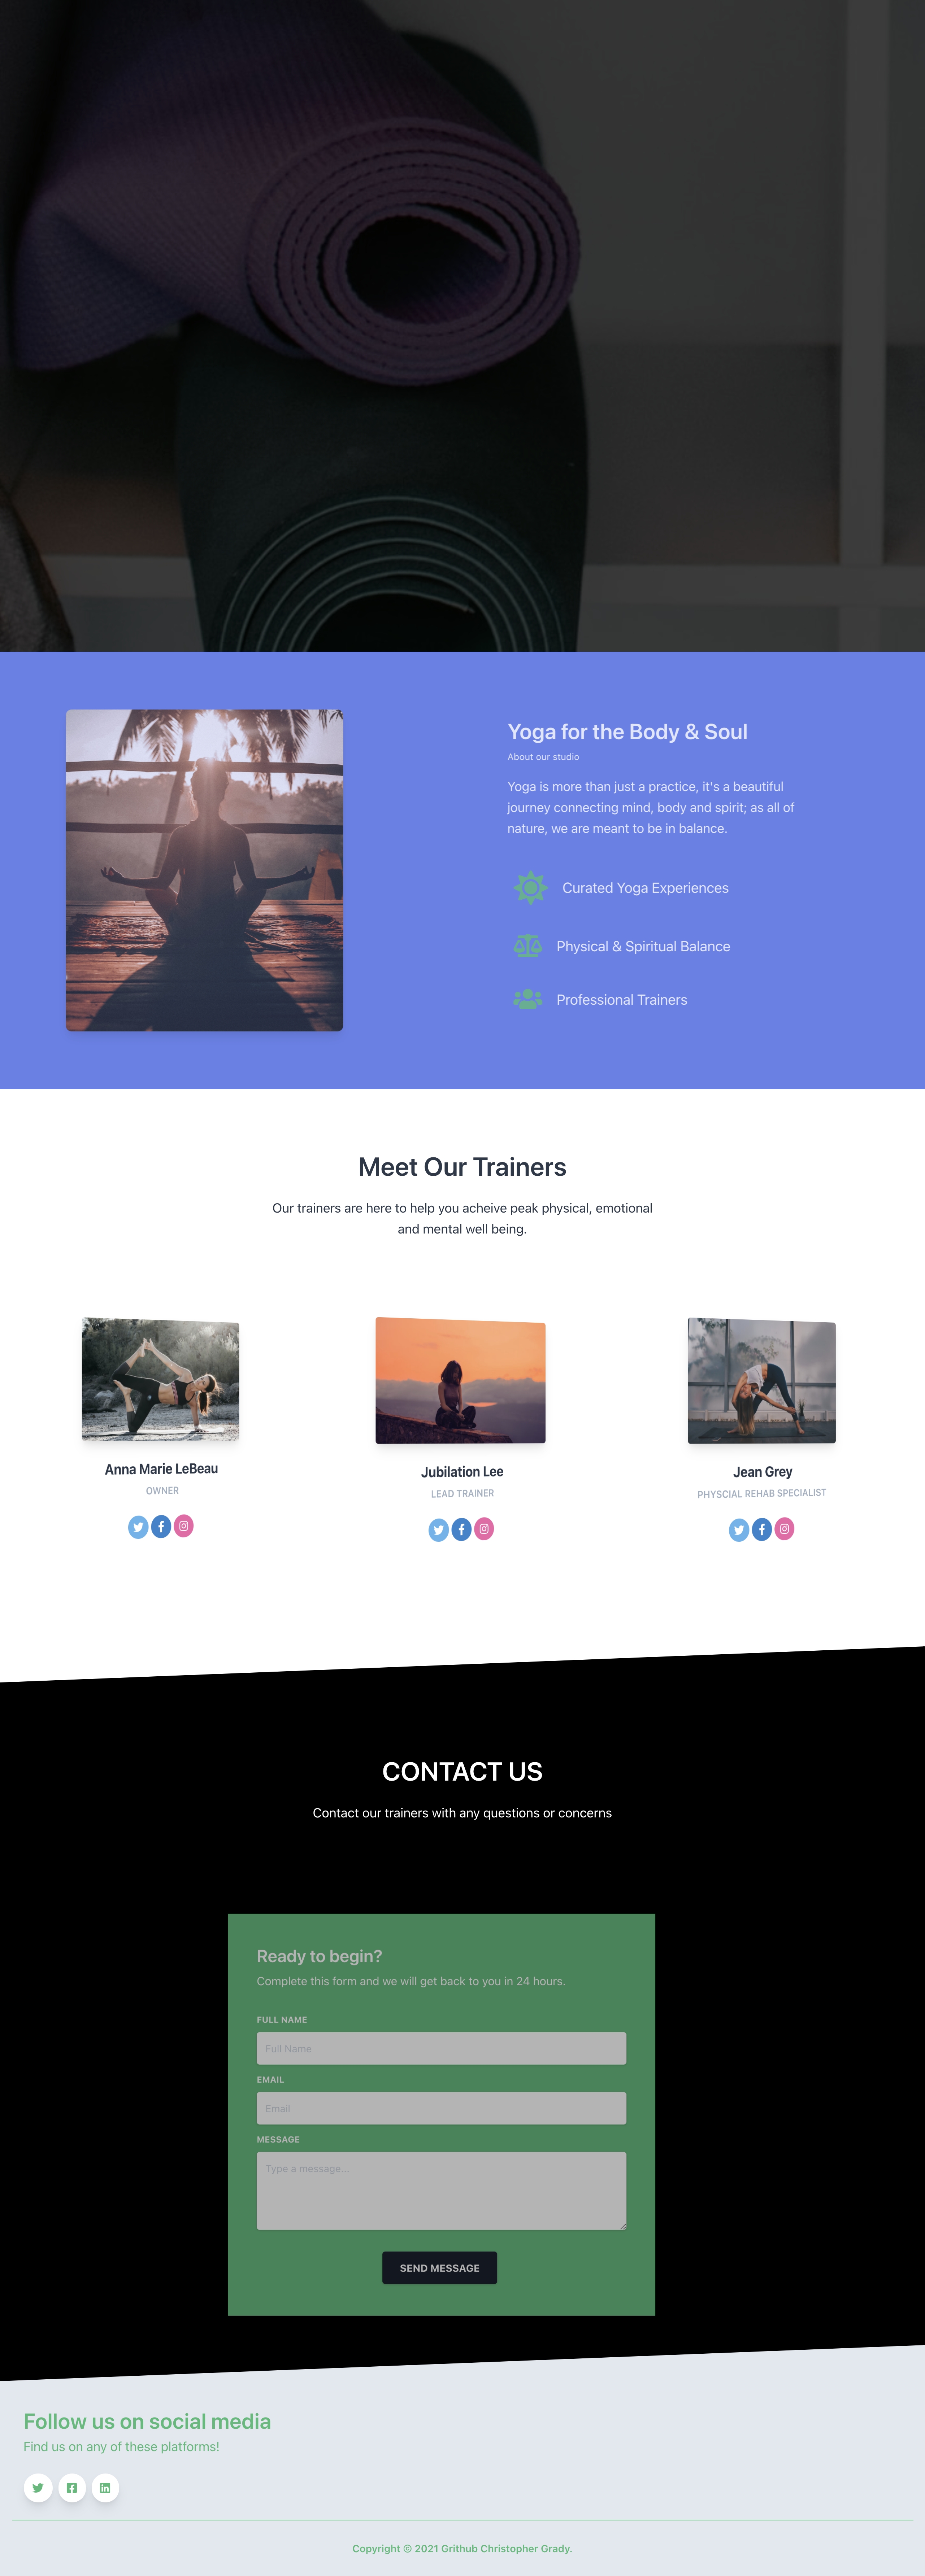 Yoga for the Body & Soul
About our studio
Yoga is more than just a practice, it's a beautiful
journey connecting mind, body and spirit; as all of
nature, we are meant to be in balance.
Curated Yoga Experiences
Physical & Spiritual Balance
Professional Trainers
Meet Our Trainers
Our trainers are here to help you acheive peak physical, emotional
and mental well being.
Anna Marie LeBeau
OWNER
Jubilation Lee
LEAD TRAINER
Jean Grey
PHYSCIAL REHAB SPECIALIST
CONTACT US
Contact our trainers with any questions or concerns
Ready to begin?
Complete this form and we will get back to you in 24 hours.
FULL NAME
Full Name
EMAIL
Email
MESSAGE
Type a message...
SEND MESSAGE
Follow us on social media
Find us on any of these platforms!
Copyright © 2021 Grithub Christopher Grady.